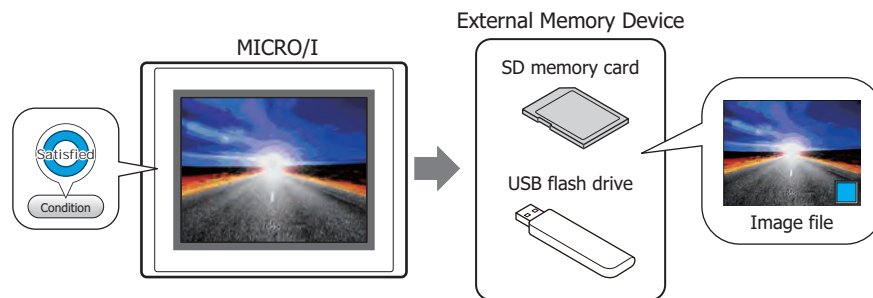 External Memory Device
MICRO/I
SD memory card
Satisfied
Condition
USB flash drive
Image file